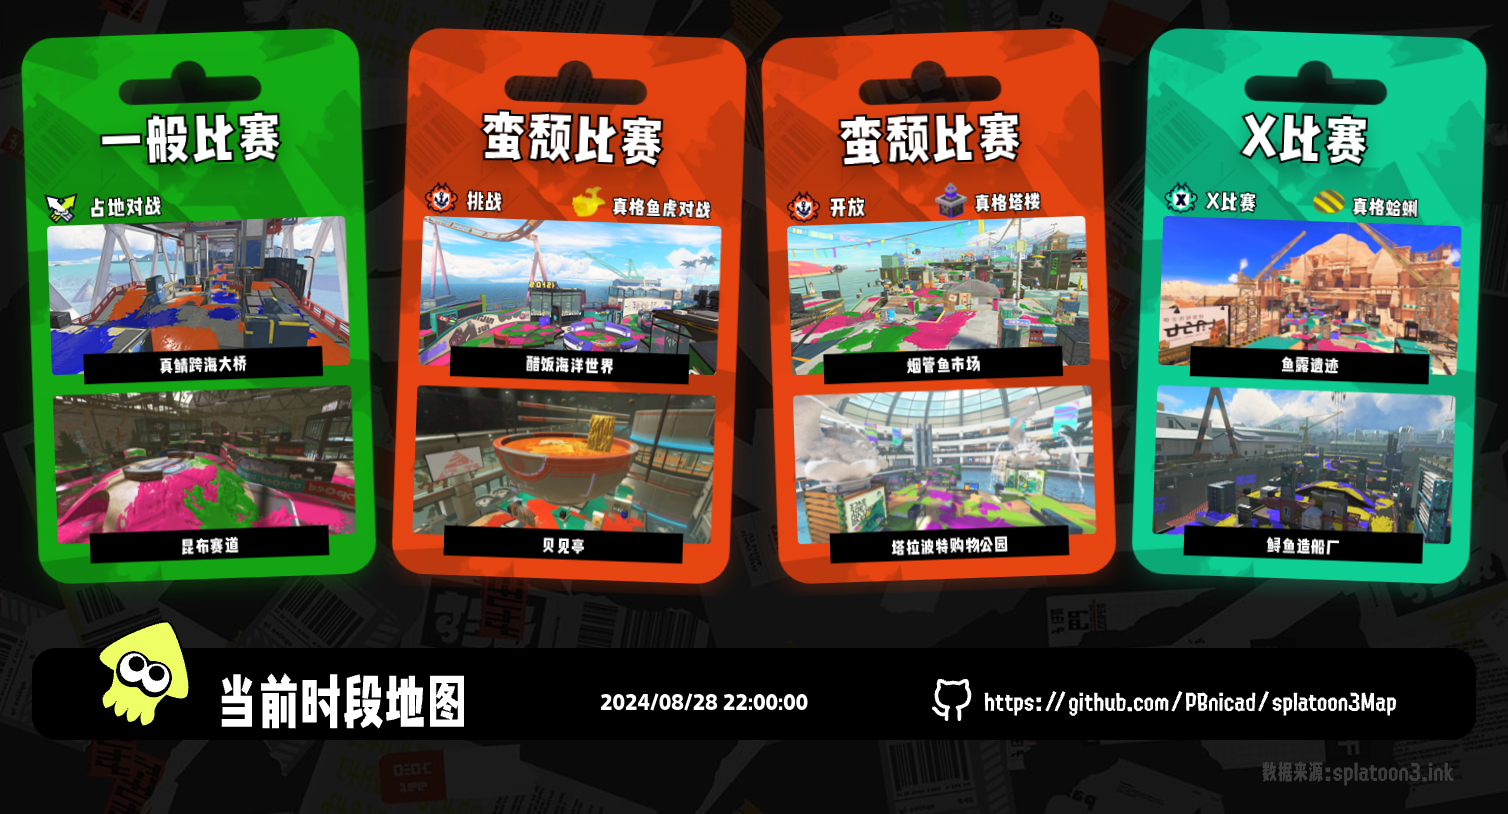 一般比赛
占地对战
真鲷跨海大桥
昆布赛道
蛮颓比赛
挑战
真格鱼虎对战
醋饭海洋世界
贝见亭
蛮颓比赛
开放
真格塔楼
烟管鱼市场
塔拉波特购物公园
X比赛
X比赛
真格蛤蜊
鱼露遗迹
鲟鱼造船厂
当前时段地图
2024/08/28 22:00:00
https://github.com/PBnicad/splatoon3Map
数据来源:splatoon3.ink